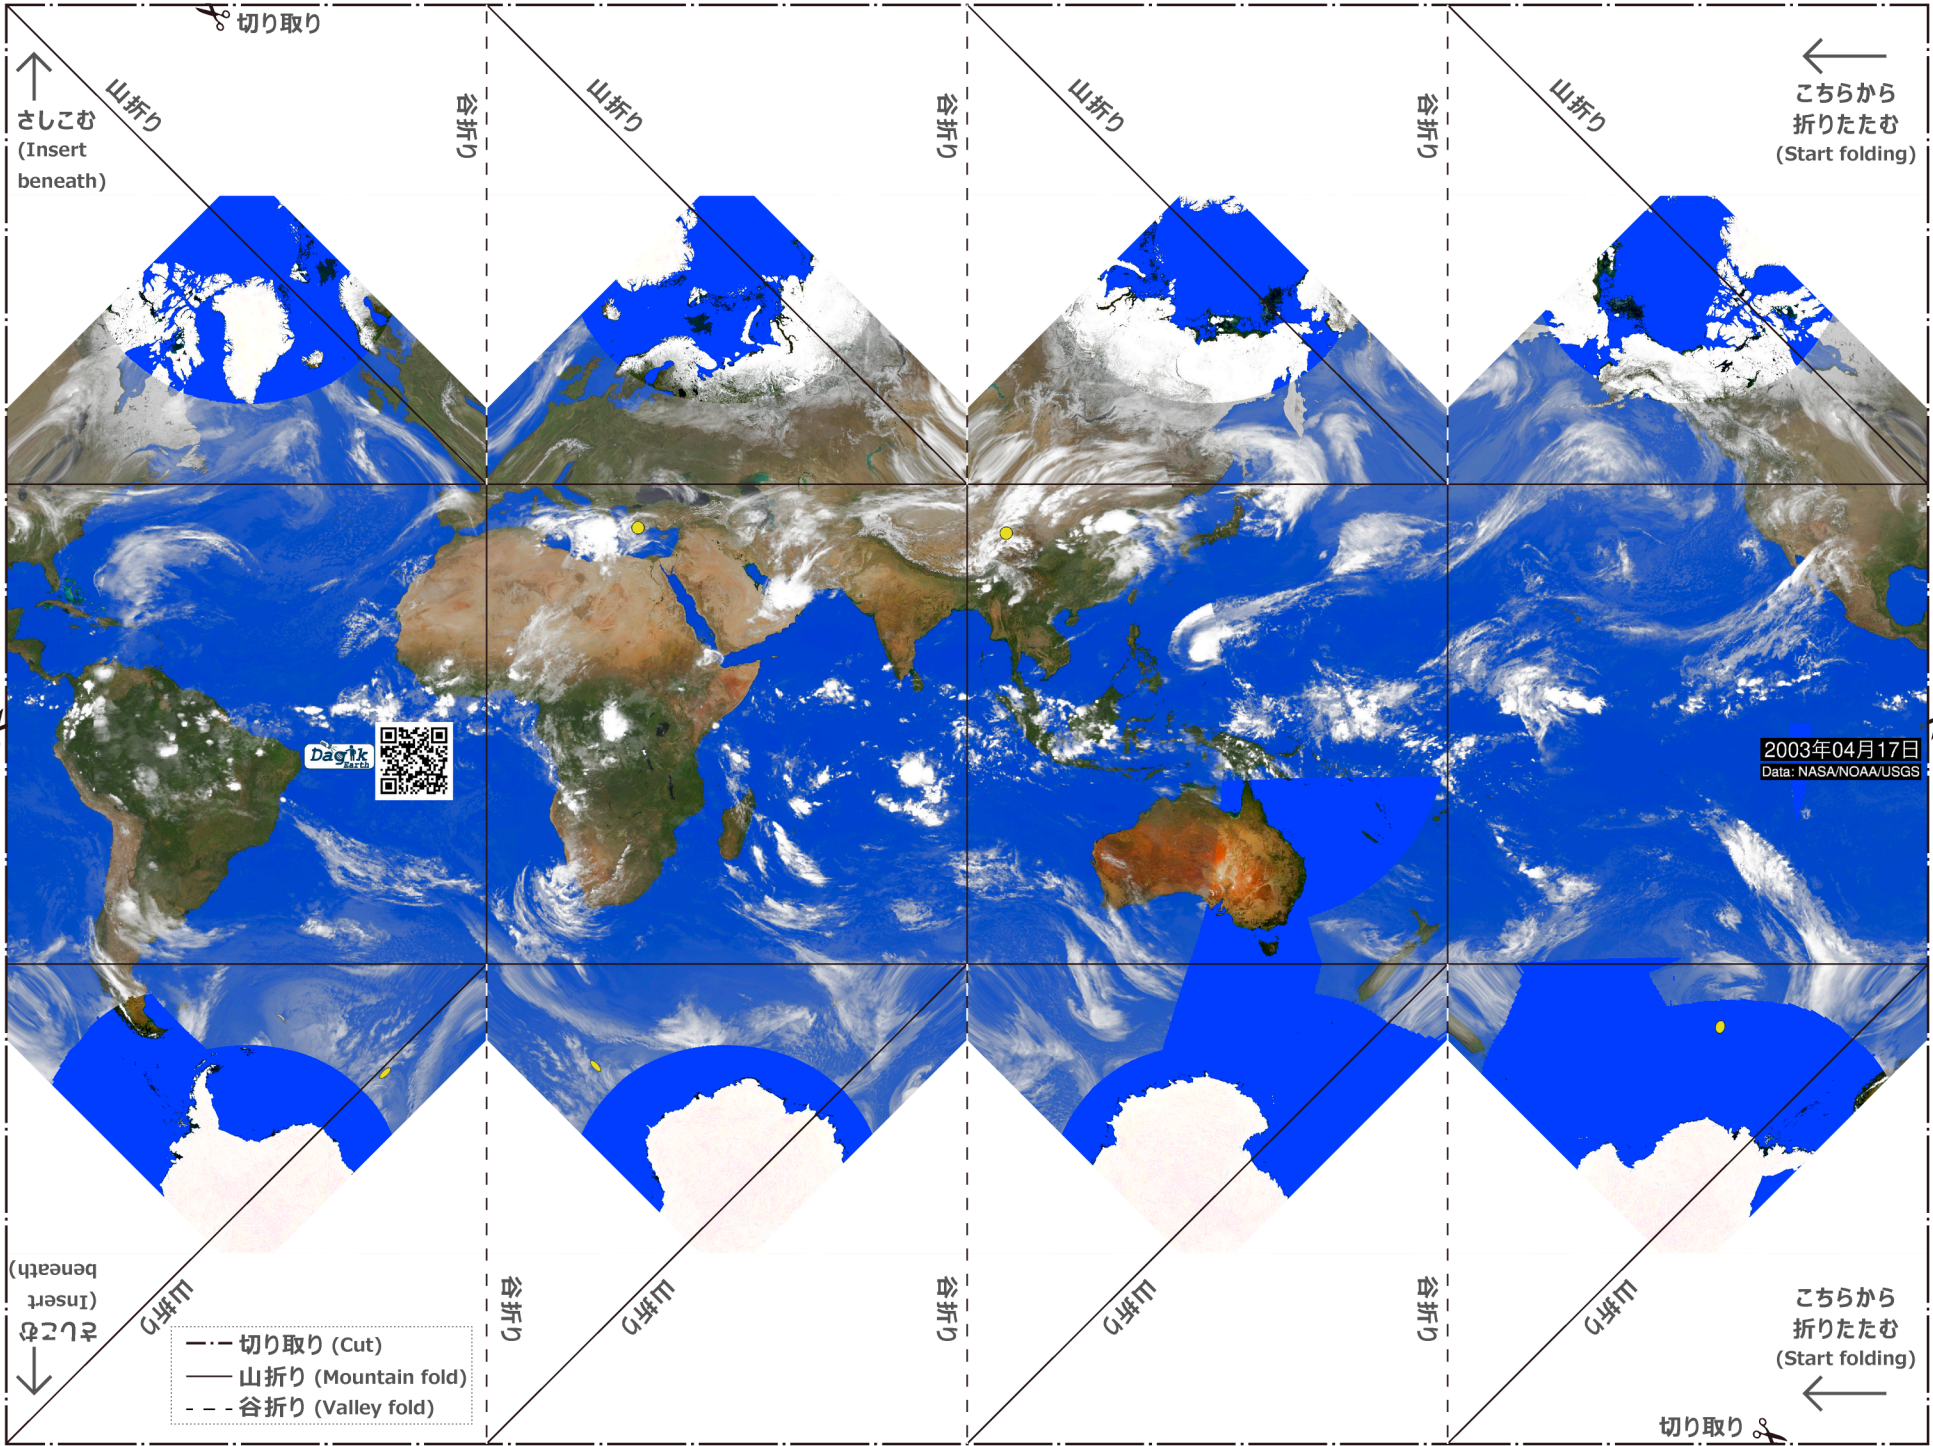 切り取り
さしこむ
(Insert
beneath)
山折り
谷折り
山折り
谷折り
山折り
谷折り
山折り
こちらから
折りたたむ
(Start folding)
Dagik
Earth
2003年04月17日
Data: NASA/NOAA/USGS
さしこむ
(Insert
beneath)
山折り
谷折り
山折り
谷折り
山折り
谷折り
山折り
切り取り (Cut)
山折り (Mountain fold)
谷折り (Valley fold)
こちらから
折りたたむ
(Start folding)
切り取り